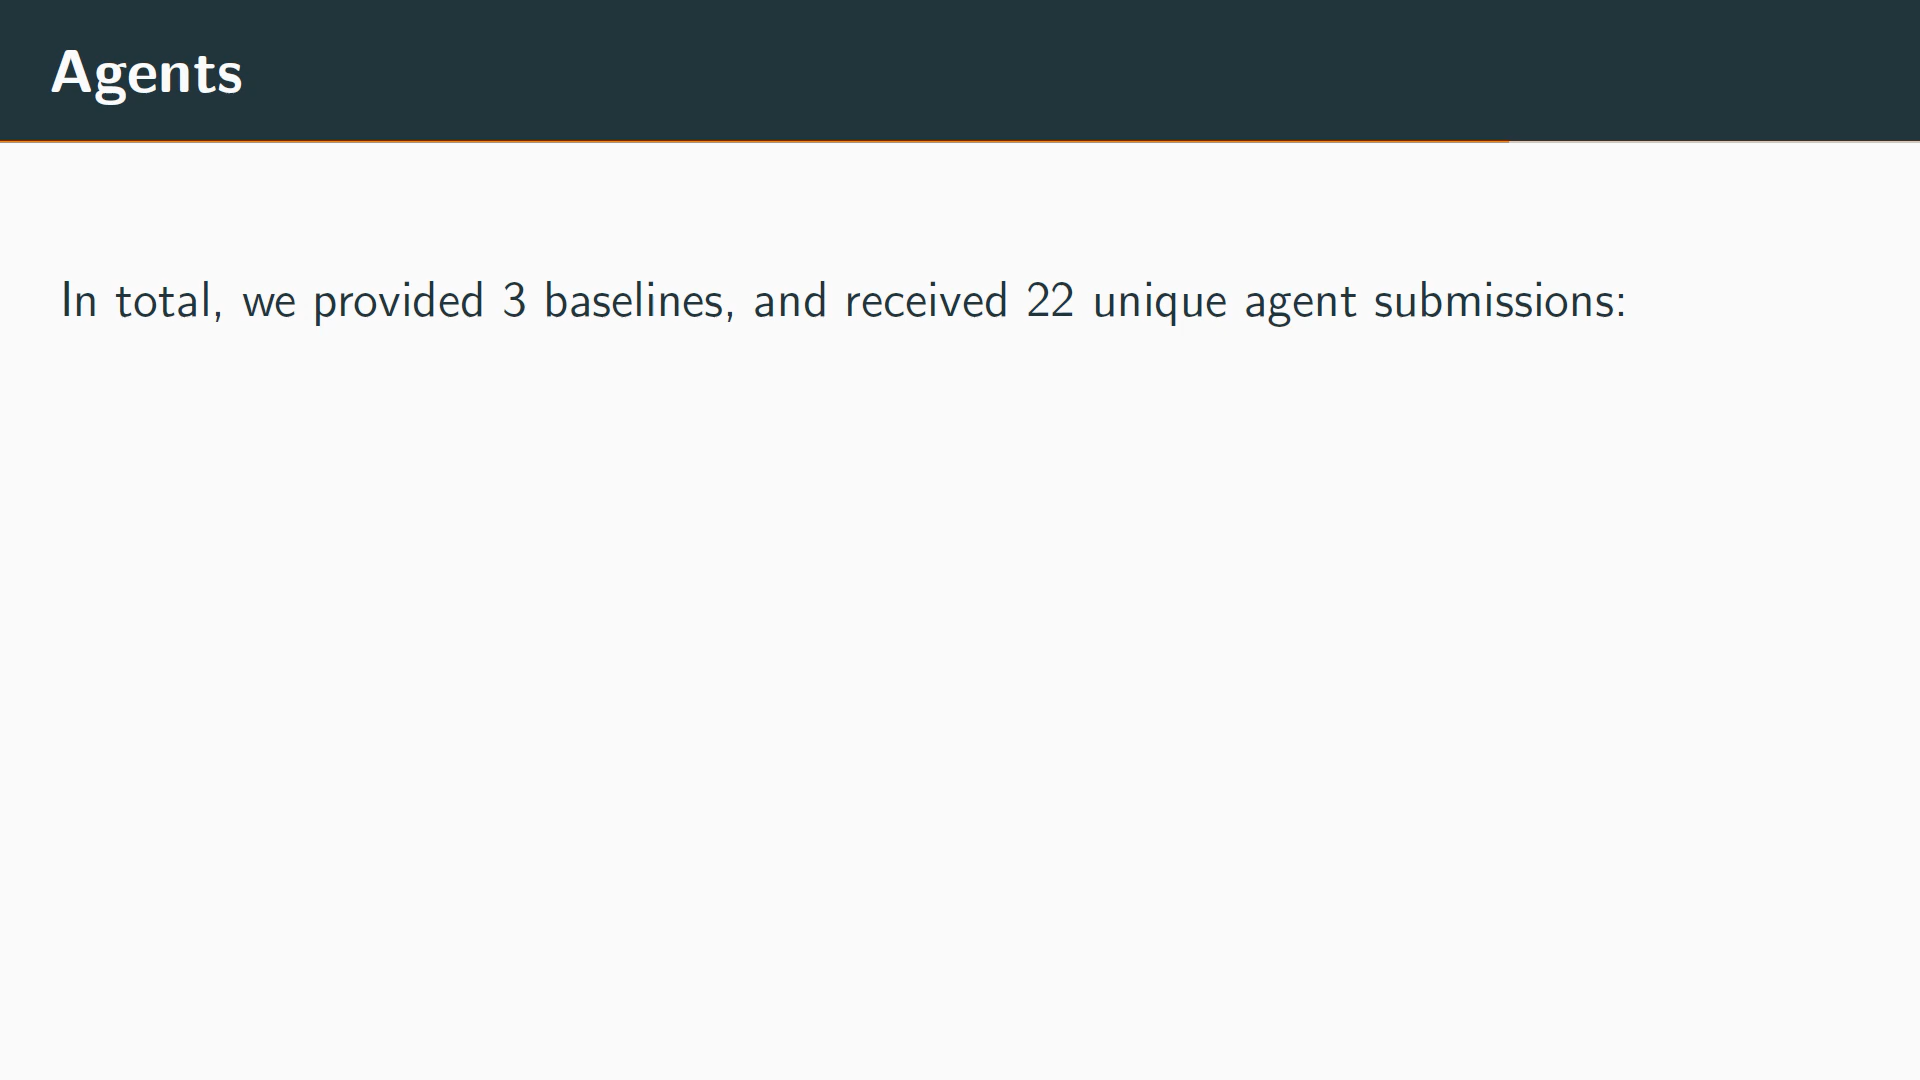 Agents
In total, we provided 3 baselines, and received 22 unique agent submissions: